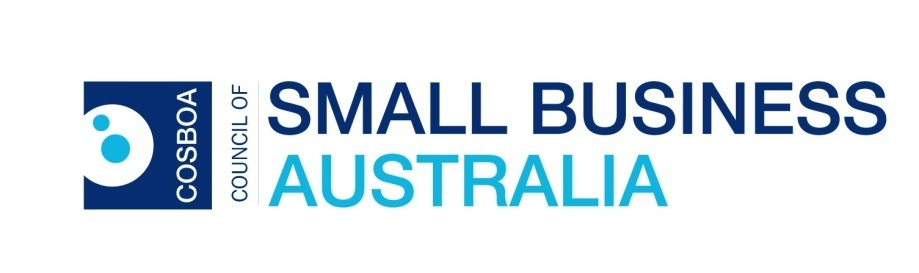 COSBOA
COUNCIL OF
SMALL BUSINESS
AUSTRALIA